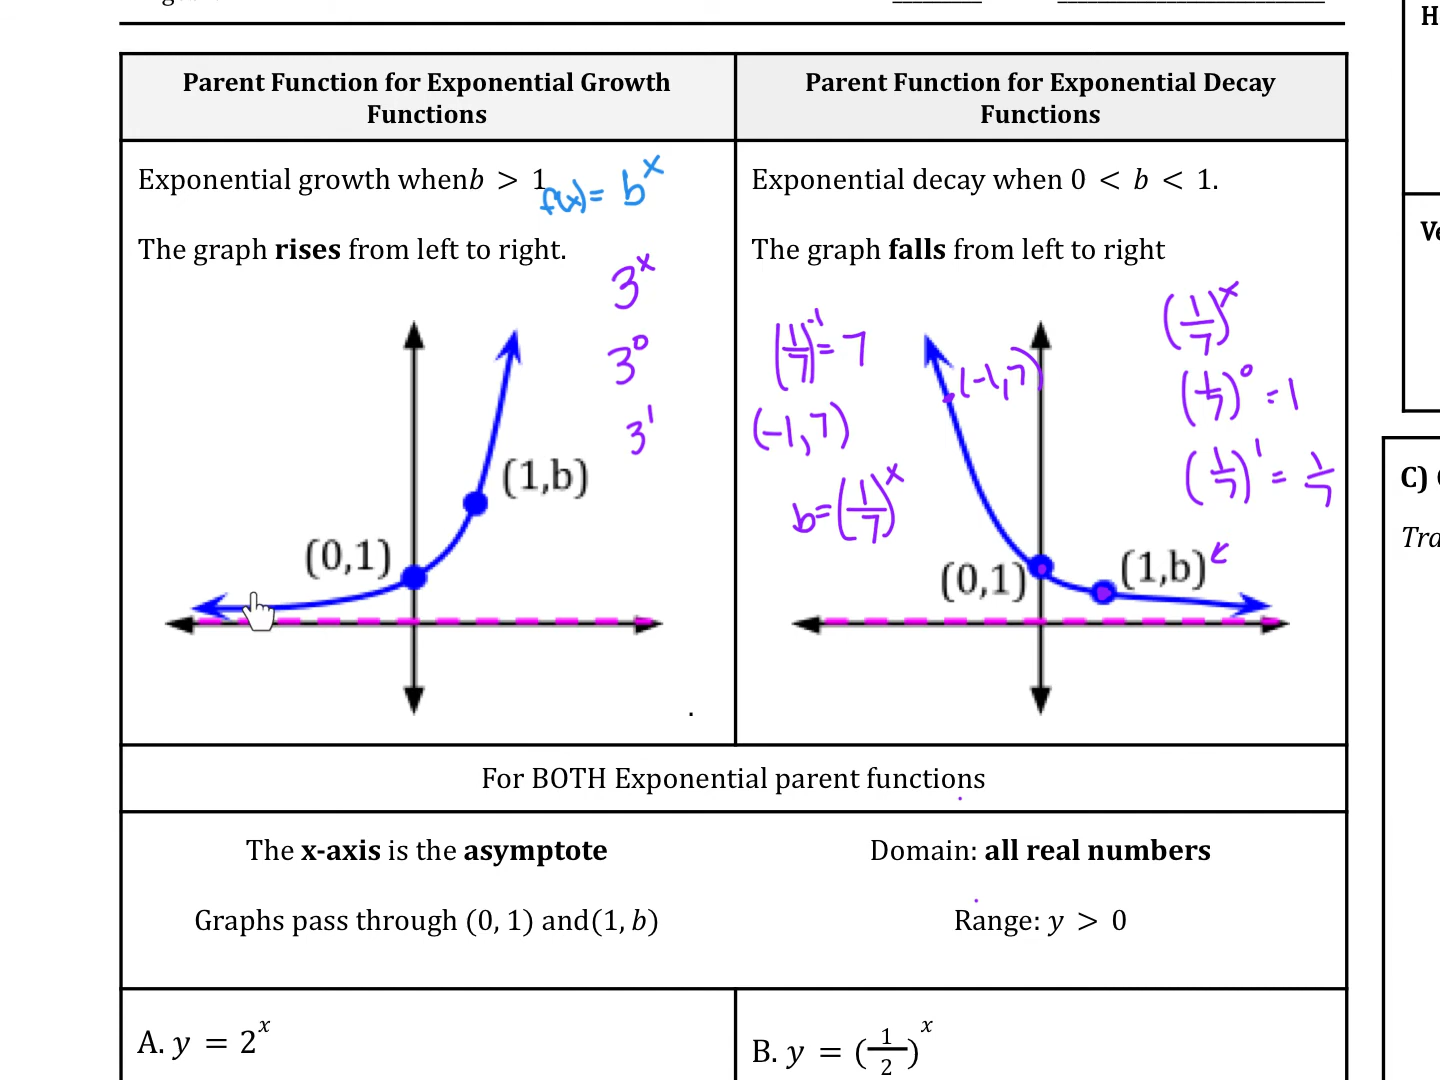 Parent Function for Exponential Growth
Functions
Parent Function for Exponential Decay
Functions
Exponential growth when b > 1
f(x) = b^x
The graph rises from left to right.
3^x
3^0
3^1
(1,b)
(0,1)
.
Exponential decay when 0 < b < 1.
The graph falls from left to right
(1/7)^-1 = 7
(-1,7)
b = (1/7)^x
(-1,7)
(1/7)^x
(1/7)^0 = 1
(1/7)^1 = 1/7
(0,1)
(1,b)
For BOTH Exponential parent functions
The x-axis is the asymptote
Graphs pass through (0, 1) and(1, b)
Domain: all real numbers
Range: y > 0
A. y = 2^x
B. y = (1/2)^x
H
Ve
C)
Tra